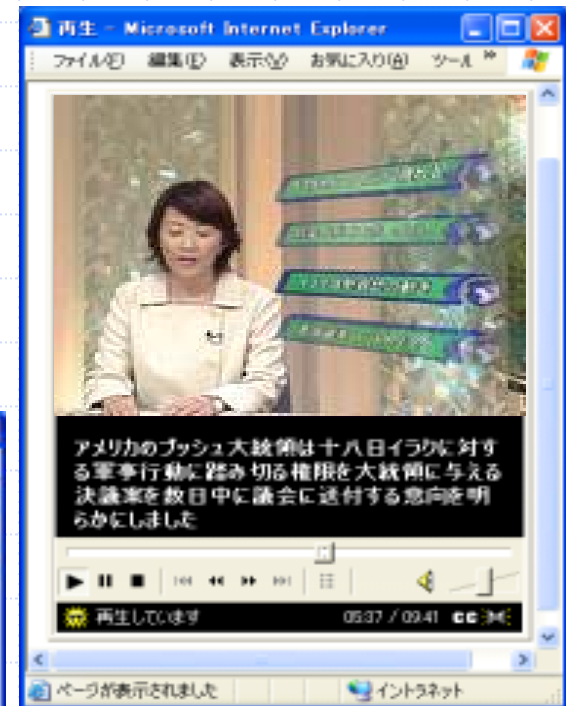 再生 - Microsoft Internet Explorer
ファイル(F) 編集(E) 表示(V) お気に入り(A) ツール »
アメリカのブッシュ大統領は十八日イラクに対す
る軍事行動に踏み切る権限を大統領に与える
決議案を数日中に議会に送付する意向を明
らかにしました
再生しています 05:37 / 09:41 CC
ページが表示されました イントラネット